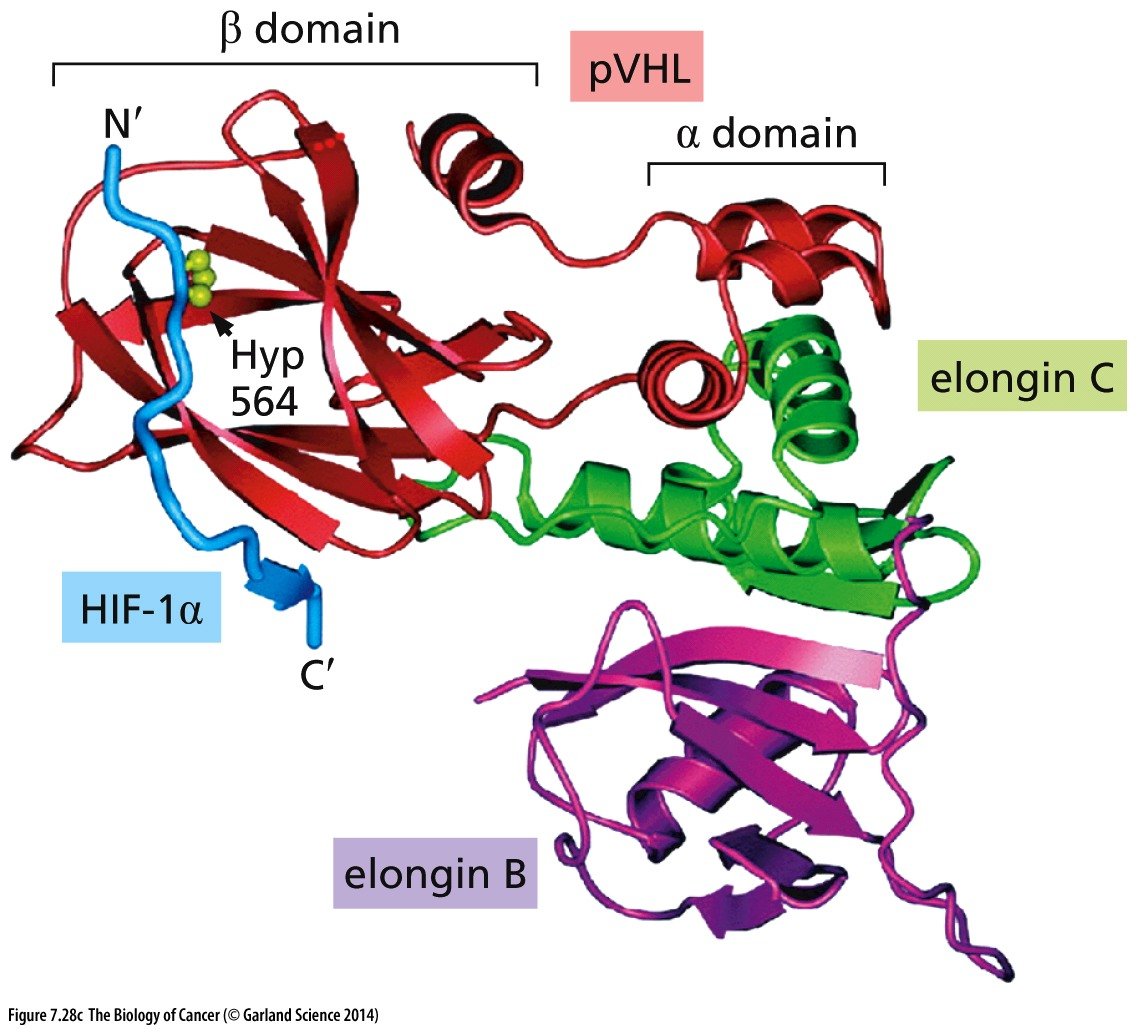 β domain
pVHL
N′
α domain
Hyp
564
elongin C
HIF-1α
C′
elongin B
Figure 7.28c The Biology of Cancer (© Garland Science 2014)